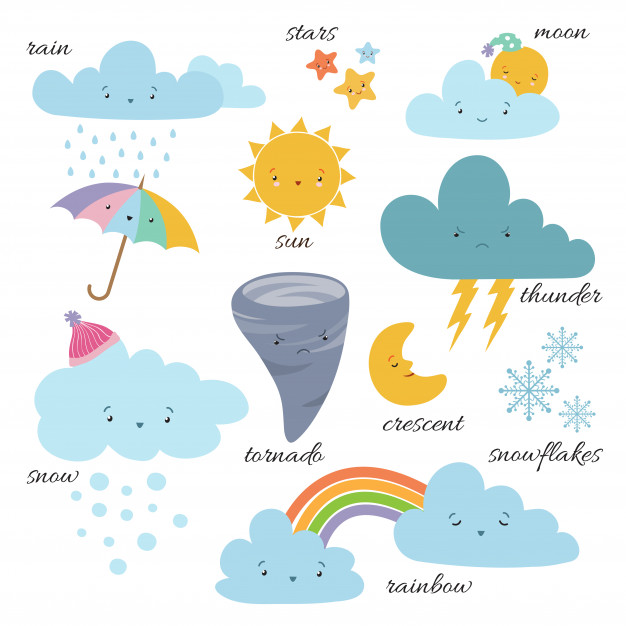 rain
stars
moon
sun
thunder
crescent
tornado
snowflakes
snow
rainbow